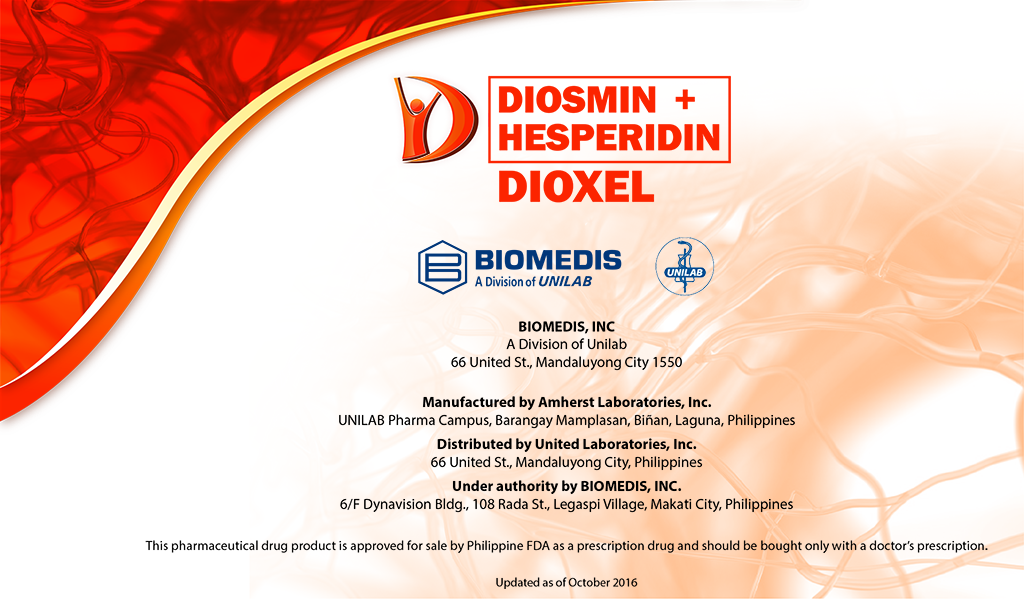 DIOSMIN +
HESPERIDIN
DIOXEL
BIOMEDIS
A Division of UNILAB
UNILAB
BIOMEDIS, INC
A Division of Unilab
66 United St., Mandaluyong City 1550
Manufactured by Amherst Laboratories, Inc.
UNILAB Pharma Campus, Barangay Mamplasan, Biñan, Laguna, Philippines
Distributed by United Laboratories, Inc.
66 United St., Mandaluyong City, Philippines
Under authority by BIOMEDIS, INC.
6/F Dynavision Bldg., 108 Rada St., Legaspi Village, Makati City, Philippines
This pharmaceutical drug product is approved for sale by Philippine FDA as a prescription drug and should be bought only with a doctor's prescription.
Updated as of October 2016